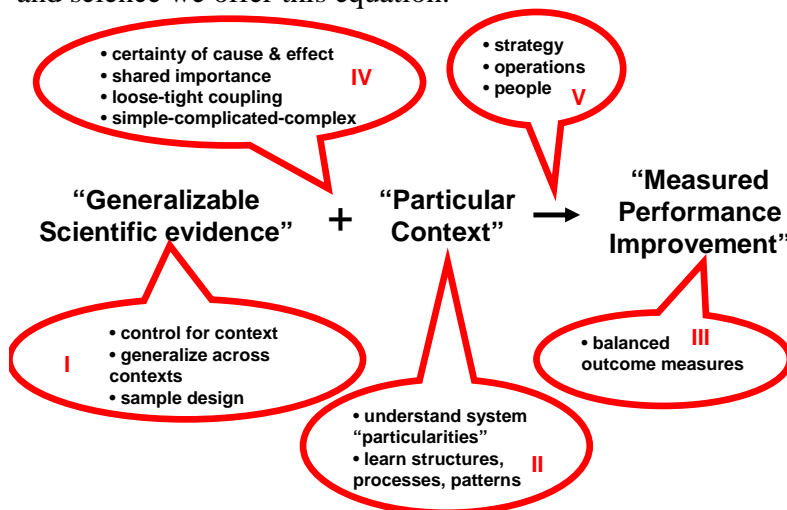 and science we offer this equation:
• certainty of cause & effect
• shared importance
• loose-tight coupling
• simple-complicated-complex
IV
• strategy
• operations
• people
V
“Generalizable
Scientific evidence”
+
“Particular
Context”
“Measured
Performance
Improvement”
I
• control for context
• generalize across
contexts
• sample design
• understand system
“particularities”
• learn structures,
processes, patterns
II
• balanced
outcome measures
III